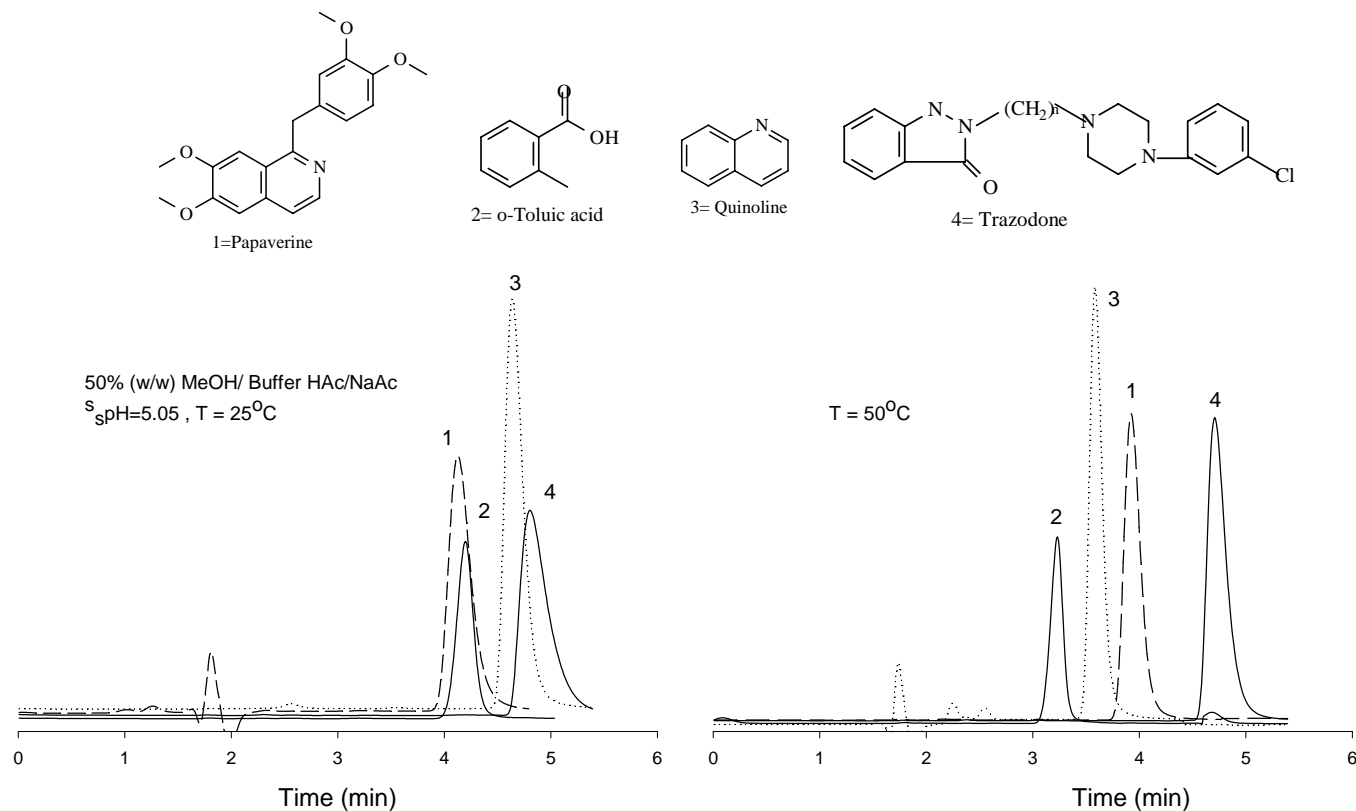 O
O
O
O
N
1=Papaverine
O
OH
2= o-Toluic acid
N
3= Quinoline
N
N
O
(CH2)n
N
N
Cl
4= Trazodone
50% (w/w) MeOH/ Buffer HAc/NaAc
sspH=5.05 , T = 25oC
1
2
3
4
0 1 2 3 4 5 6
Time (min)
T = 50oC
2
3
1
4
0 1 2 3 4 5 6
Time (min)